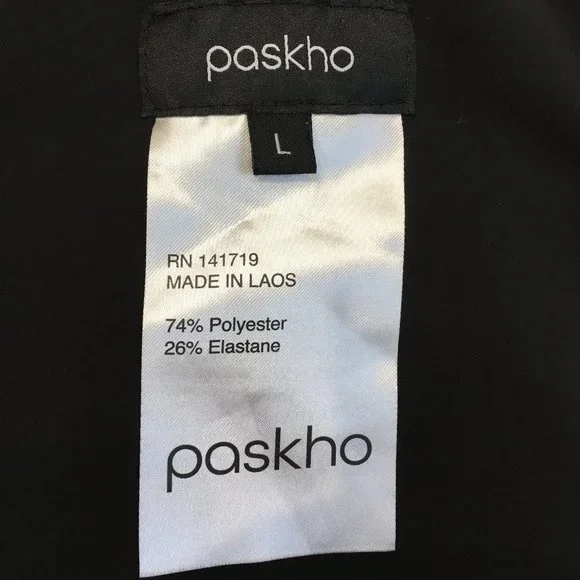 paskho
L
RN 141719
MADE IN LAOS
74% Polyester
26% Elastane
paskho